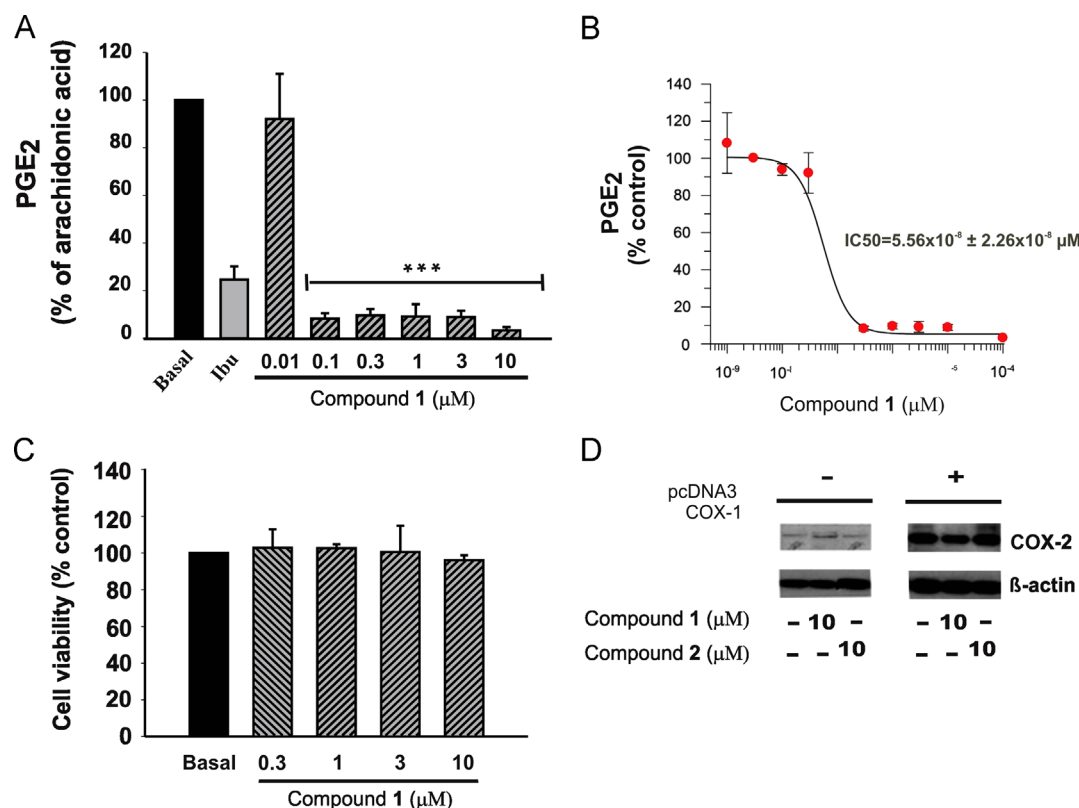 A
PGE2
(% of arachidonic acid)
120
100
80
60
40
20
0
***
Basal
Ibu
0.01
0.1
0.3
1
3
10
Compound 1 (μM)
B
PGE2
(% control)
140
120
100
80
60
40
20
0
IC50=5.56x10-8 ± 2.26x10-8 μM
10-9
10-
-5
10-4
Compound 1 (μM)
C
Cell viability (% control)
140
120
100
80
60
40
20
0
Basal
0.3
1
3
10
Compound 1 (μM)
D
pcDNA3
COX-1
- +
COX-2
ß-actin
Compound 1 (μM) - 10 - - 10 -
Compound 2 (μM) - - 10 - - 10